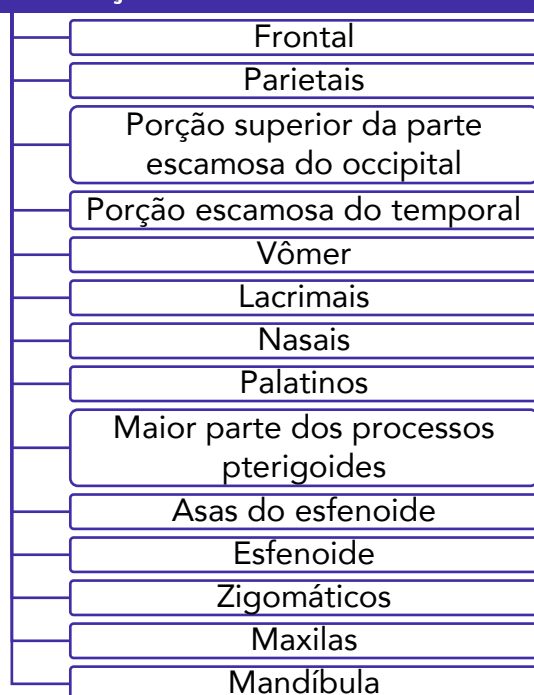 Frontal
Parietais
Porção superior da parte
escamosa do occipital
Porção escamosa do temporal
Vômer
Lacrimais
Nasais
Palatinos
Maior parte dos processos
pterigoides
Asas do esfenoide
Esfenoide
Zigomáticos
Maxilas
Mandíbula